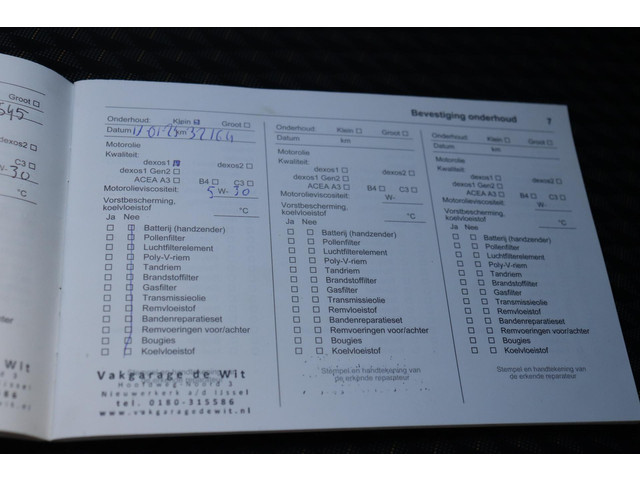 Groot ☐
545
dexos2 ☐
C3 ☐
W- 30
°C
Bevestiging onderhoud 7
Onderhoud: Klein ☒ Groot ☐
Datum 17-01-25 km 32164
Motorolie
Kwaliteit:
dexos1 ☒ dexos2 ☐
dexos1 Gen2 ☐
ACEA A3 ☐ B4 ☐ C3 ☐
Motorolieviscositeit: 5 W- 30
Vorstbescherming,
koelvloeistof °C
Ja Nee
☐ ☐ Batterij (handzender)
☐ ☐ Pollenfilter
☐ ☐ Luchtfilterelement
☐ ☐ Poly-V-riem
☐ ☐ Tandriem
☐ ☐ Brandstoffilter
☐ ☐ Gasfilter
☐ ☐ Transmissieolie
☐ ☐ Remvloeistof
☐ ☐ Bandenreparatieset
☐ ☐ Remvoeringen voor/achter
☐ ☐ Bougies
☐ ☐ Koelvloeistof
Vakgarage de Wit
Hoofdweg-Noord 3
Nieuwerkerk a/d IJssel
tel. 0180-315586
www.vakgaragedewit.nl
Onderhoud: Klein ☐ Groot ☐
Datum km
Motorolie
Kwaliteit:
dexos1 ☐ dexos2 ☐
dexos1 Gen2 ☐
ACEA A3 ☐ B4 ☐ C3 ☐
Motorolieviscositeit: W-
Vorstbescherming,
koelvloeistof °C
Ja Nee
☐ ☐ Batterij (handzender)
☐ ☐ Pollenfilter
☐ ☐ Luchtfilterelement
☐ ☐ Poly-V-riem
☐ ☐ Tandriem
☐ ☐ Brandstoffilter
☐ ☐ Gasfilter
☐ ☐ Transmissieolie
☐ ☐ Remvloeistof
☐ ☐ Bandenreparatieset
☐ ☐ Remvoeringen voor/achter
☐ ☐ Bougies
☐ ☐ Koelvloeistof
Stempel en handtekening van
de erkende reparateur
Onderhoud: Klein ☐ Groot ☐
Datum km
Motorolie
Kwaliteit:
dexos1 ☐ dexos2 ☐
dexos1 Gen2 ☐
ACEA A3 ☐ B4 ☐ C3 ☐
Motorolieviscositeit: W-
Vorstbescherming,
koelvloeistof °C
Ja Nee
☐ ☐ Batterij (handzender)
☐ ☐ Pollenfilter
☐ ☐ Luchtfilterelement
☐ ☐ Poly-V-riem
☐ ☐ Tandriem
☐ ☐ Brandstoffilter
☐ ☐ Gasfilter
☐ ☐ Transmissieolie
☐ ☐ Remvloeistof
☐ ☐ Bandenreparatieset
☐ ☐ Remvoeringen voor/achter
☐ ☐ Bougies
☐ ☐ Koelvloeistof
Stempel en handtekening van
de erkende reparateur